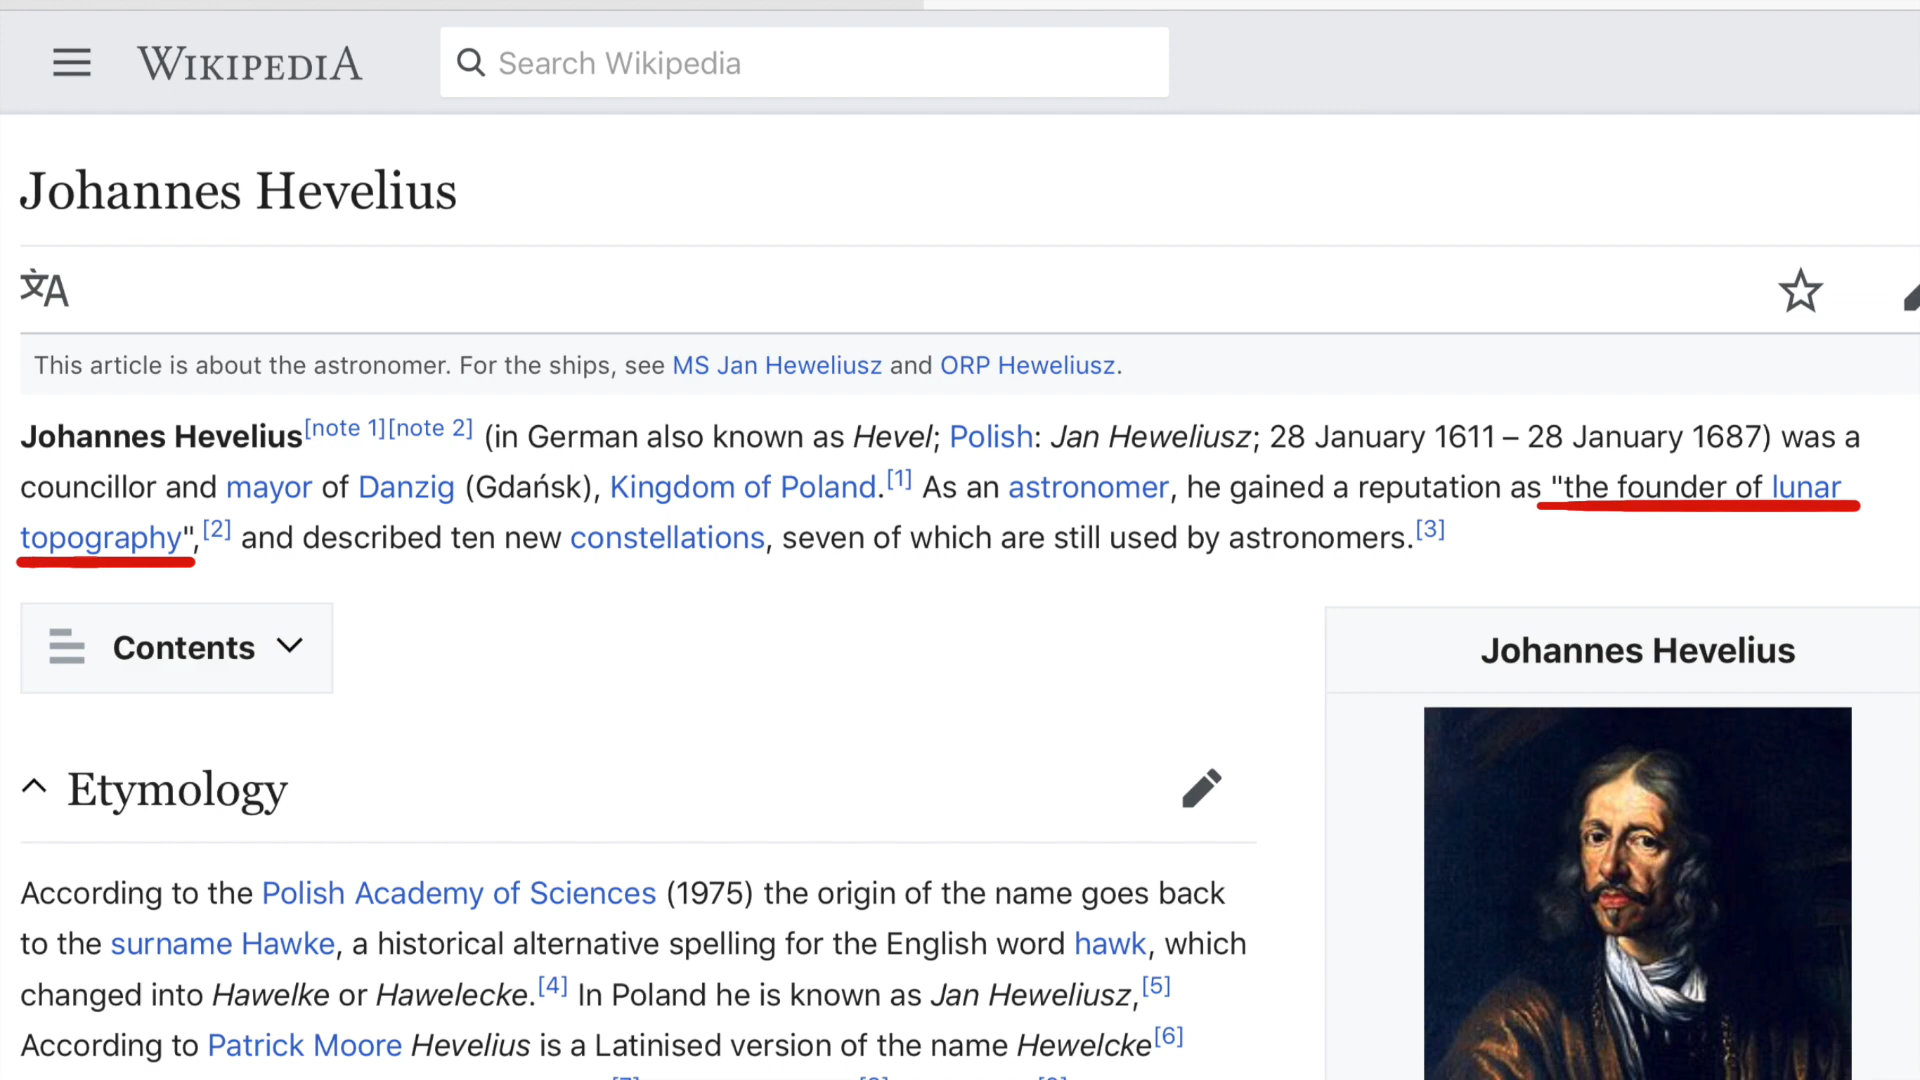 WIKIPEDIA
Search Wikipedia
Johannes Hevelius
文A
This article is about the astronomer. For the ships, see MS Jan Heweliusz and ORP Heweliusz.
Johannes Hevelius[note 1][note 2] (in German also known as Hevel; Polish: Jan Heweliusz; 28 January 1611 – 28 January 1687) was a
councillor and mayor of Danzig (Gdańsk), Kingdom of Poland.[1] As an astronomer, he gained a reputation as "the founder of lunar
topography",[2] and described ten new constellations, seven of which are still used by astronomers.[3]
Contents
Johannes Hevelius
Etymology
According to the Polish Academy of Sciences (1975) the origin of the name goes back
to the surname Hawke, a historical alternative spelling for the English word hawk, which
changed into Hawelke or Hawelecke.[4] In Poland he is known as Jan Heweliusz,[5]
According to Patrick Moore Hevelius is a Latinised version of the name Hewelcke[6]